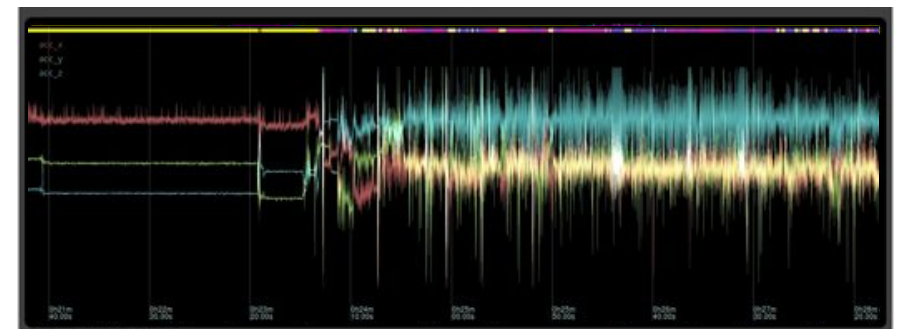 acc_x
acc_y
acc_z
0h21m 0h22m 0h23m 0h24m 0h25m 0h25m 0h26m 0h27m 0h28m
40.00s 30.00s 20.00s 10.00s 00.00s 50.00s 40.00s 30.00s 20.00s